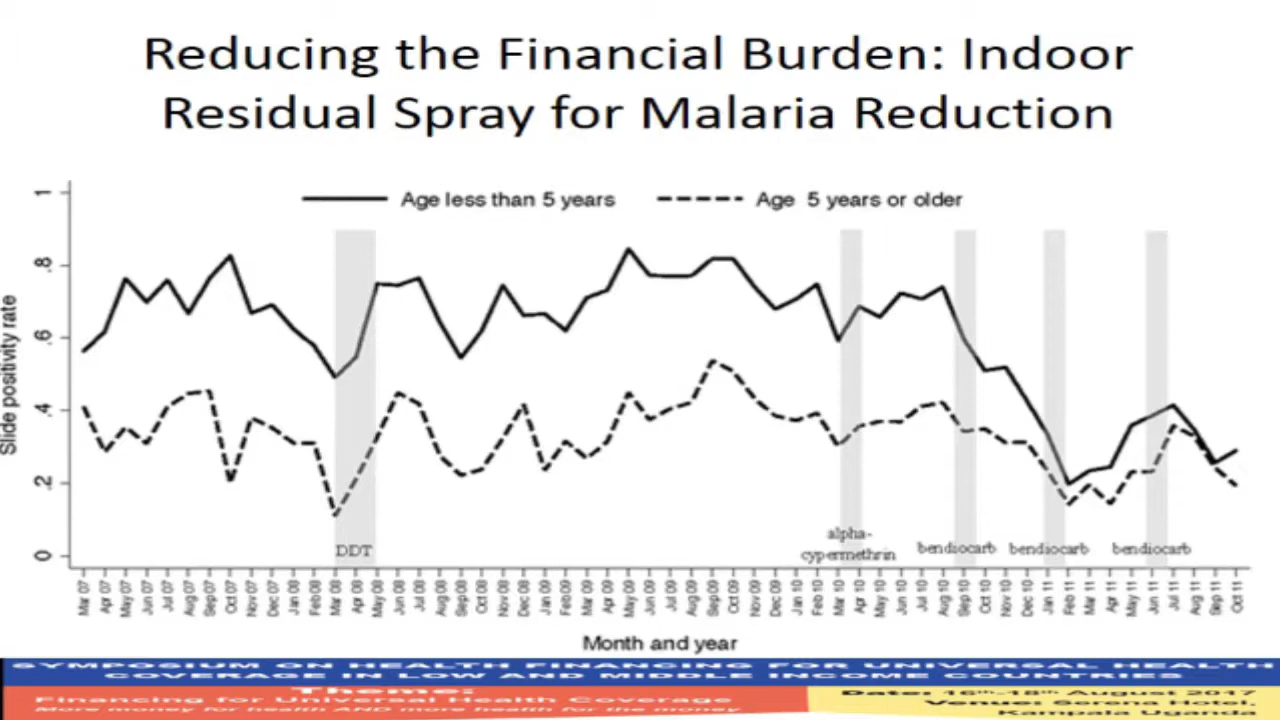 Reducing the Financial Burden: Indoor
Residual Spray for Malaria Reduction
Age less than 5 years
Age 5 years or older
Slide positivity rate
1
.8
.6
.4
.2
0
DDT
alpha-
cypermethrin
bendiocarb
bendiocarb
bendiocarb
Mar 07
Apr 07
May 07
Jun 07
Jul 07
Aug 07
Sep 07
Oct 07
Nov 07
Dec 07
Jan 08
Feb 08
Mar 08
Apr 08
May 08
Jun 08
Jul 08
Aug 08
Sep 08
Oct 08
Nov 08
Dec 08
Jan 09
Feb 09
Mar 09
Apr 09
May 09
Jun 09
Jul 09
Aug 09
Sep 09
Oct 09
Nov 09
Dec 09
Jan 10
Feb 10
Mar 10
Apr 10
May 10
Jun 10
Jul 10
Aug 10
Sep 10
Oct 10
Nov 10
Dec 10
Jan 11
Feb 11
Mar 11
Apr 11
May 11
Jun 11
Jul 11
Aug 11
Sep 11
Oct 11
Month and year
SYMPOSIUM ON HEALTH FINANCING FOR UNIVERSAL HEALTH
COVERAGE IN LOW AND MIDDLE INCOME COUNTRIES
Theme:
Financing for Universal Health Coverage
More money for health AND more health for the money
Date: 16th-18th August 2017
Venue: Serena Hotel,
Kampala Uganda